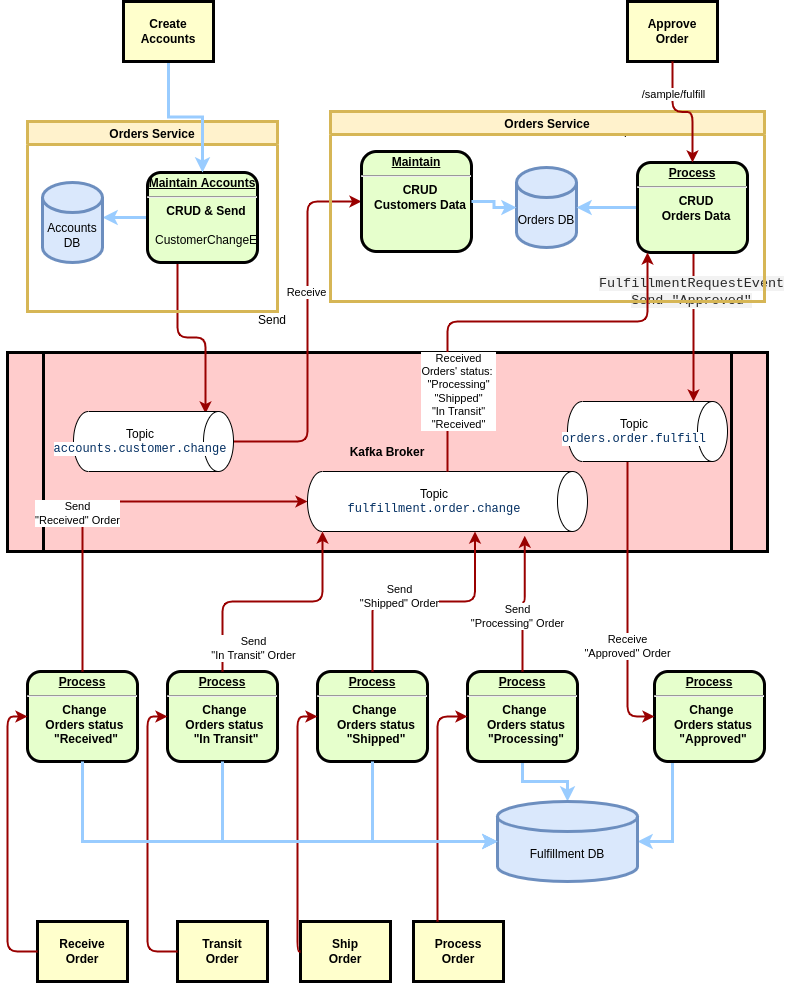 Create
Accounts
Approve
Order
/sample/fulfill
Orders Service
Orders Service
Maintain Accounts
CRUD & Send
CustomerChangeE
Accounts
DB
Maintain
CRUD
Customers Data
Orders DB
Process
CRUD
Orders Data
Receive
Send
FulfillmentRequestEvent
Send "Approved"
Received
Orders' status:
"Processing"
"Shipped"
"In Transit"
"Received"
Topic
accounts.customer.change
Kafka Broker
Topic
orders.order.fulfill
Topic
fulfillment.order.change
Send
"Received" Order
Send
"In Transit" Order
Send
"Shipped" Order
Send
"Processing" Order
Receive
"Approved" Order
Process
Change
Orders status
"Received"
Process
Change
Orders status
"In Transit"
Process
Change
Orders status
"Shipped"
Process
Change
Orders status
"Processing"
Process
Change
Orders status
"Approved"
Fulfillment DB
Receive
Order
Transit
Order
Ship
Order
Process
Order